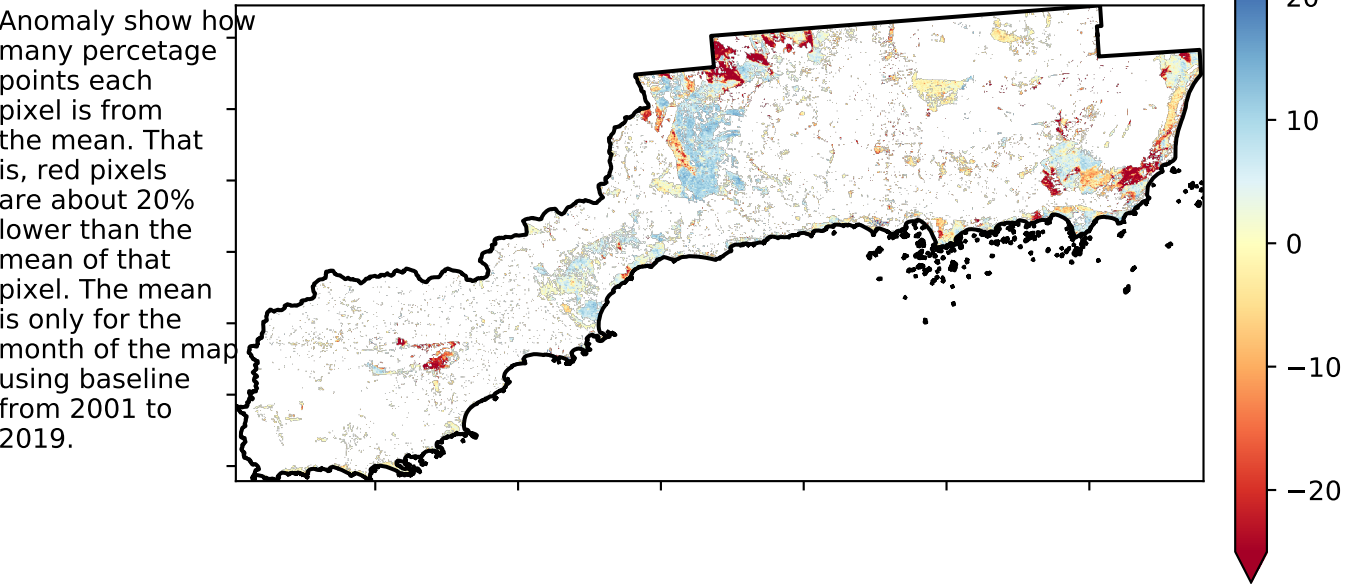 Anomaly show how
many percetage
points each
pixel is from
the mean. That
is, red pixels
are about 20%
lower than the
mean of that
pixel. The mean
is only for the
month of the map
using baseline
from 2001 to
2019.
20
10
0
−10
−20